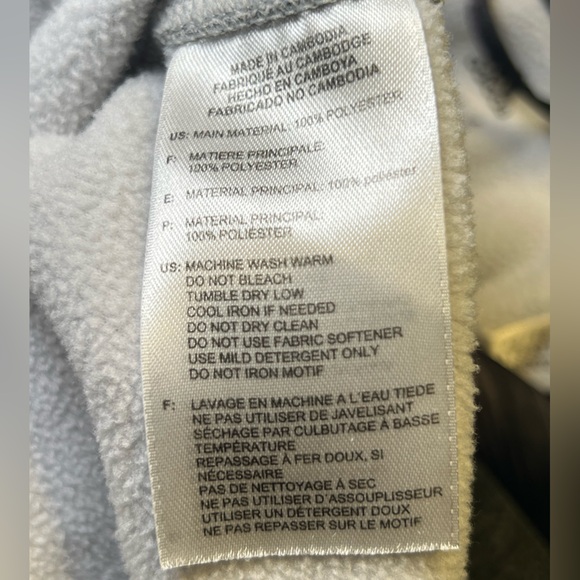 MADE IN CAMBODIA
FABRIQUÉ AU CAMBODGE
HECHO EN CAMBOYA
FABRICADO NO CAMBODIA
US: MAIN MATERIAL: 100% POLYESTER
F: MATIERE PRINCIPALE:
100% POLYESTER
E: MATERIAL PRINCIPAL: 100% poliéster
P: MATERIAL PRINCIPAL:
100% POLIÉSTER
US: MACHINE WASH WARM
DO NOT BLEACH
TUMBLE DRY LOW
COOL IRON IF NEEDED
DO NOT DRY CLEAN
DO NOT USE FABRIC SOFTENER
USE MILD DETERGENT ONLY
DO NOT IRON MOTIF
F: LAVAGE EN MACHINE A L'EAU TIEDE
NE PAS UTILISER DE JAVELISANT
SÉCHAGE PAR CULBUTAGE À BASSE
TEMPÉRATURE
REPASSAGE À FER DOUX, SI
NÉCESSAIRE
PAS DE NETTOYAGE À SEC
NE PAS UTILISER D'ASSOUPLISSEUR
UTILISER UN DÉTERGENT DOUX
NE PAS REPASSER SUR LE MOTIF